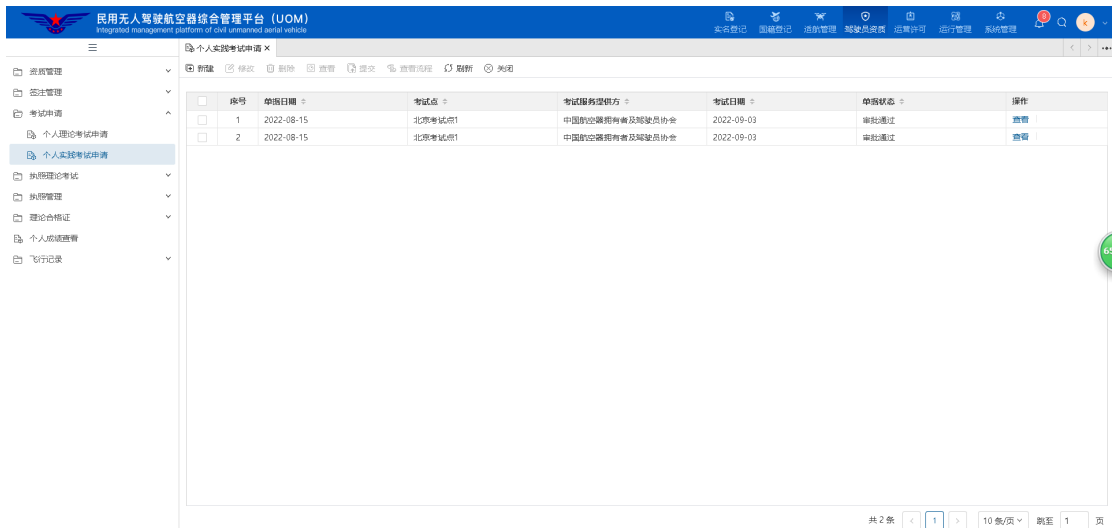 民用无人驾驶航空器综合管理平台（UOM）
Integrated management platform of civil unmanned aerial vehicle
实名登记 国籍登记 适航管理 驾驶员资质 运营许可 运行管理 系统管理
9
k
个人实践考试申请 ×
资质管理
签注管理
考试申请
个人理论考试申请
个人实践考试申请
执照理论考试
执照管理
理论合格证
个人成绩查看
飞行记录
新建 修改 删除 查看 提交 查看流程 刷新 关闭
序号 单据日期 考试点 考试服务提供方 考试日期 单据状态 操作
1 2022-08-15 北京考试点1 中国航空器拥有者及驾驶员协会 2022-09-03 审批通过 查看
2 2022-08-15 北京考试点1 中国航空器拥有者及驾驶员协会 2022-09-03 审批通过 查看
65
共 2 条 < 1 > 10 条/页 跳至 1 页